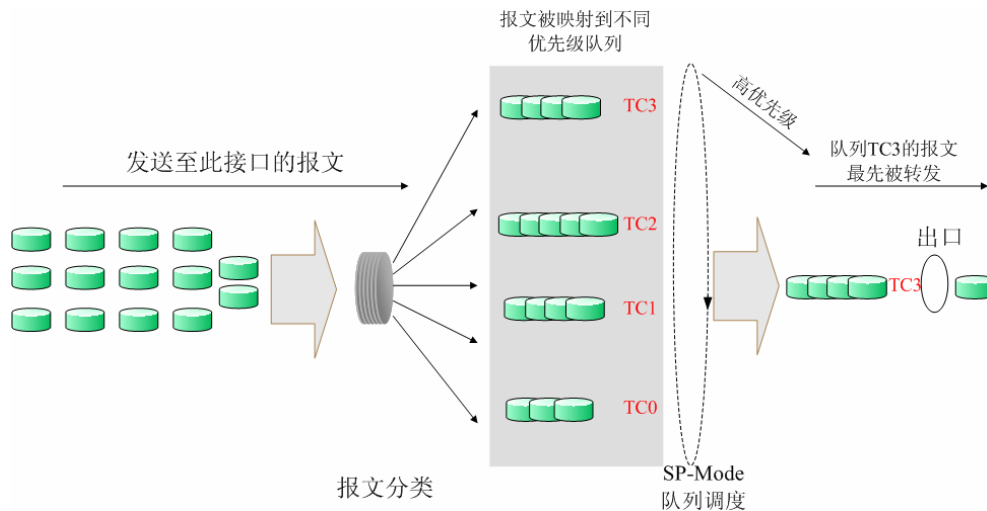 报文被映射到不同
优先级队列
TC3
高优先级
发送至此接口的报文
队列TC3的报文
最先被转发
TC2
出口
TC3
TC1
TC0
报文分类
SP-Mode
队列调度